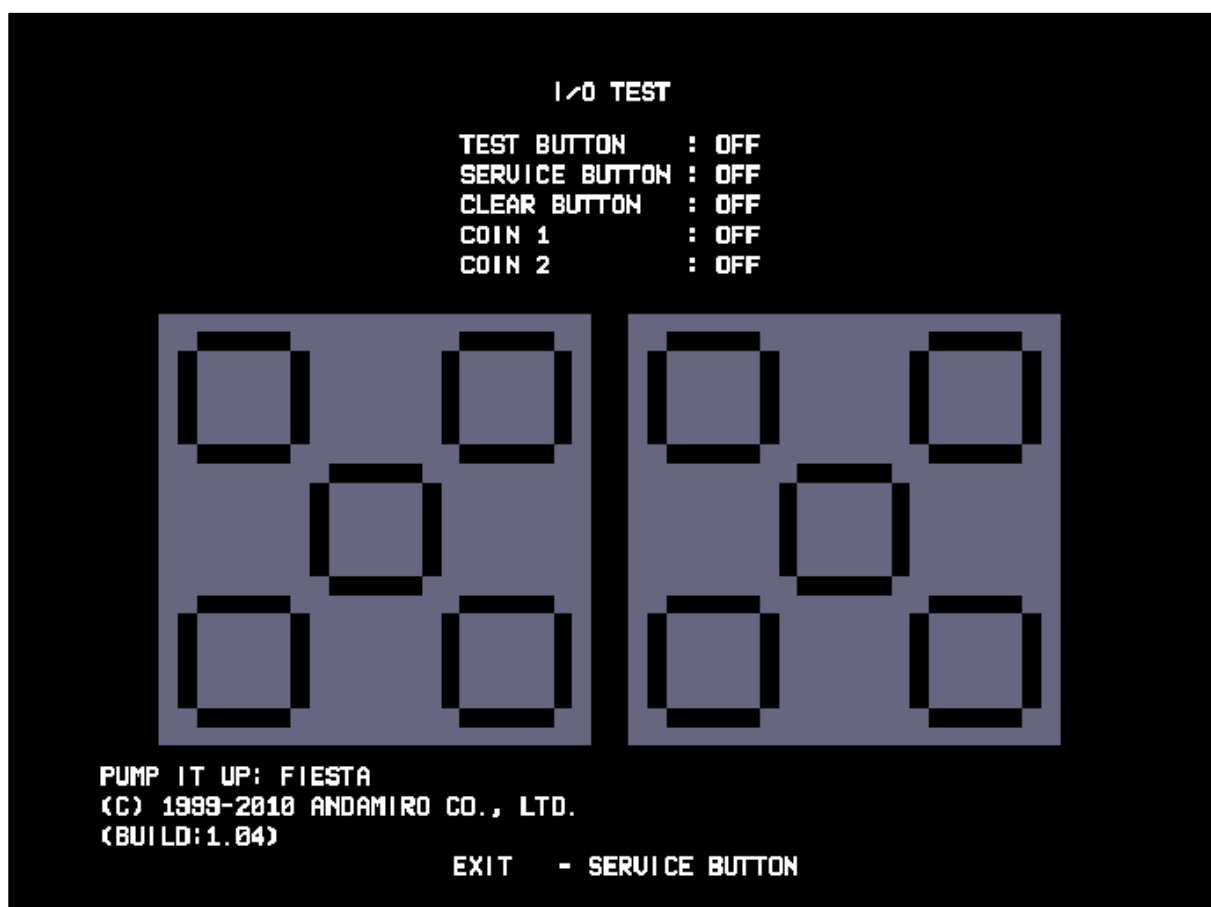 I/O TEST
TEST BUTTON : OFF
SERVICE BUTTON : OFF
CLEAR BUTTON : OFF
COIN 1 : OFF
COIN 2 : OFF
PUMP IT UP: FIESTA
(C) 1999-2010 ANDAMIRO CO., LTD.
(BUILD:1.04)
EXIT - SERVICE BUTTON